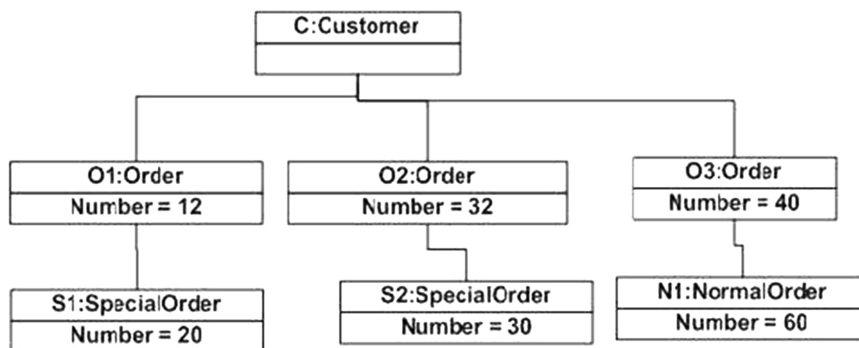 C:Customer
O1:Order
Number = 12
O2:Order
Number = 32
O3:Order
Number = 40
S1:SpecialOrder
Number = 20
S2:SpecialOrder
Number = 30
N1:NormalOrder
Number = 60